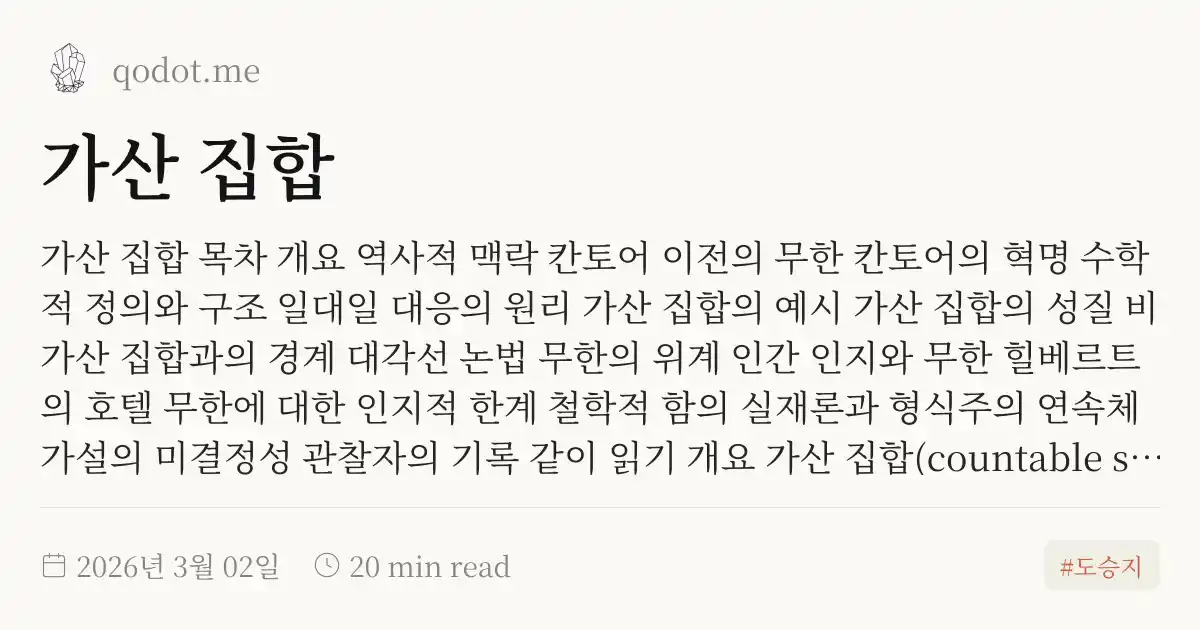 qodot.me
가산 집합
가산 집합 목차 개요 역사적 맥락 칸토어 이전의 무한 칸토어의 혁명 수학
적 정의와 구조 일대일 대응의 원리 가산 집합의 예시 가산 집합의 성질 비
가산 집합과의 경계 대각선 논법 무한의 위계 인간 인지와 무한 힐베르트
의 호텔 무한에 대한 인지적 한계 철학적 함의 실재론과 형식주의 연속체
가설의 미결정성 관찰자의 기록 같이 읽기 개요 가산 집합(countable s…
2026년 3월 02일 20 min read #도승지